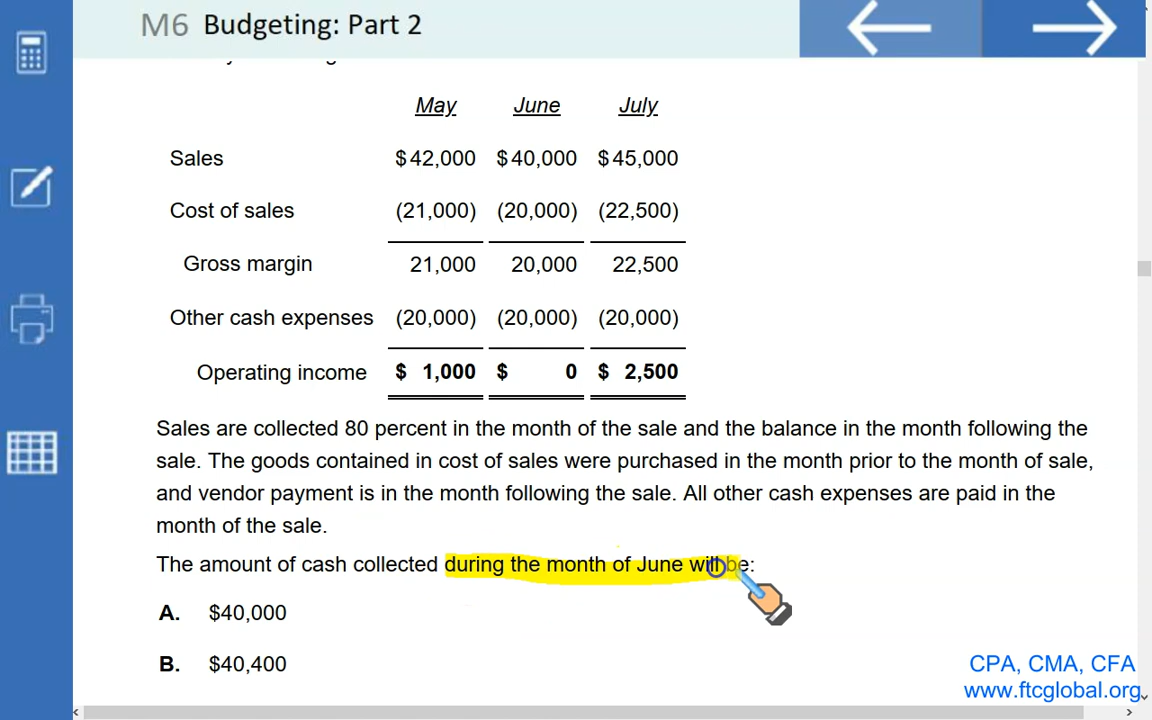 M6 Budgeting: Part 2
May June July
Sales $42,000 $40,000 $45,000
Cost of sales (21,000) (20,000) (22,500)
Gross margin 21,000 20,000 22,500
Other cash expenses (20,000) (20,000) (20,000)
Operating income $ 1,000 $ 0 $ 2,500
Sales are collected 80 percent in the month of the sale and the balance in the month following the
sale. The goods contained in cost of sales were purchased in the month prior to the month of sale,
and vendor payment is in the month following the sale. All other cash expenses are paid in the
month of the sale.
The amount of cash collected during the month of June will be:
A. $40,000
B. $40,400
CPA, CMA, CFA
www.ftcglobal.org